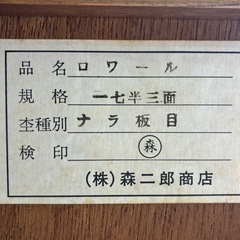 品名 ロワール
規格 一七半三面
杢種別 ナラ板目
検印 森
(株)森二郎商店